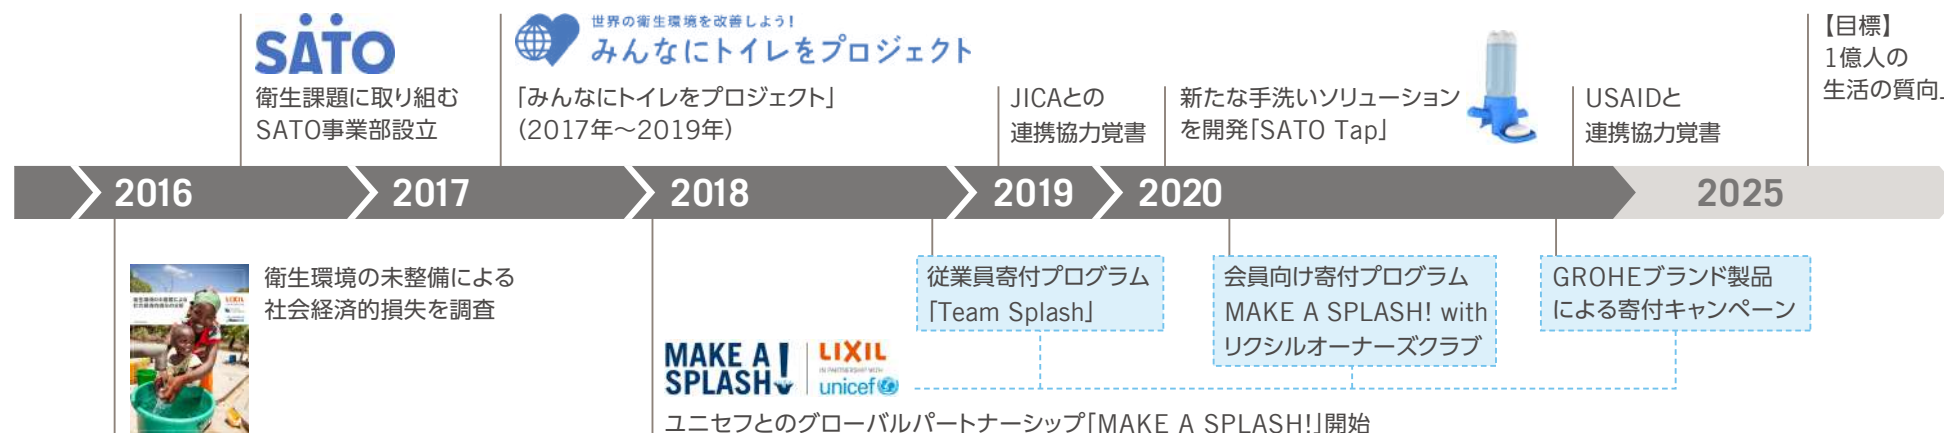 SATO
衛生課題に取り組む
SATO事業部設立
世界の衛生環境を改善しよう!
みんなにトイレをプロジェクト
「みんなにトイレをプロジェクト」
(2017年〜2019年)
JICAとの
連携協力覚書
新たな手洗いソリューション
を開発「SATO Tap」
USAIDと
連携協力覚書
【目標】
1億人の
生活の質向
2016
2017
2018
2019
2020
2025
衛生環境の未整備による
社会経済的損失を調査
LIXIL
従業員寄付プログラム
「Team Splash」
会員向け寄付プログラム
MAKE A SPLASH! with
リクシルオーナーズクラブ
GROHEブランド製品
による寄付キャンペーン
MAKE A
SPLASH!
LIXIL
IN PARTNERSHIP WITH
unicef
ユニセフとのグローバルパートナーシップ「MAKE A SPLASH!」開始